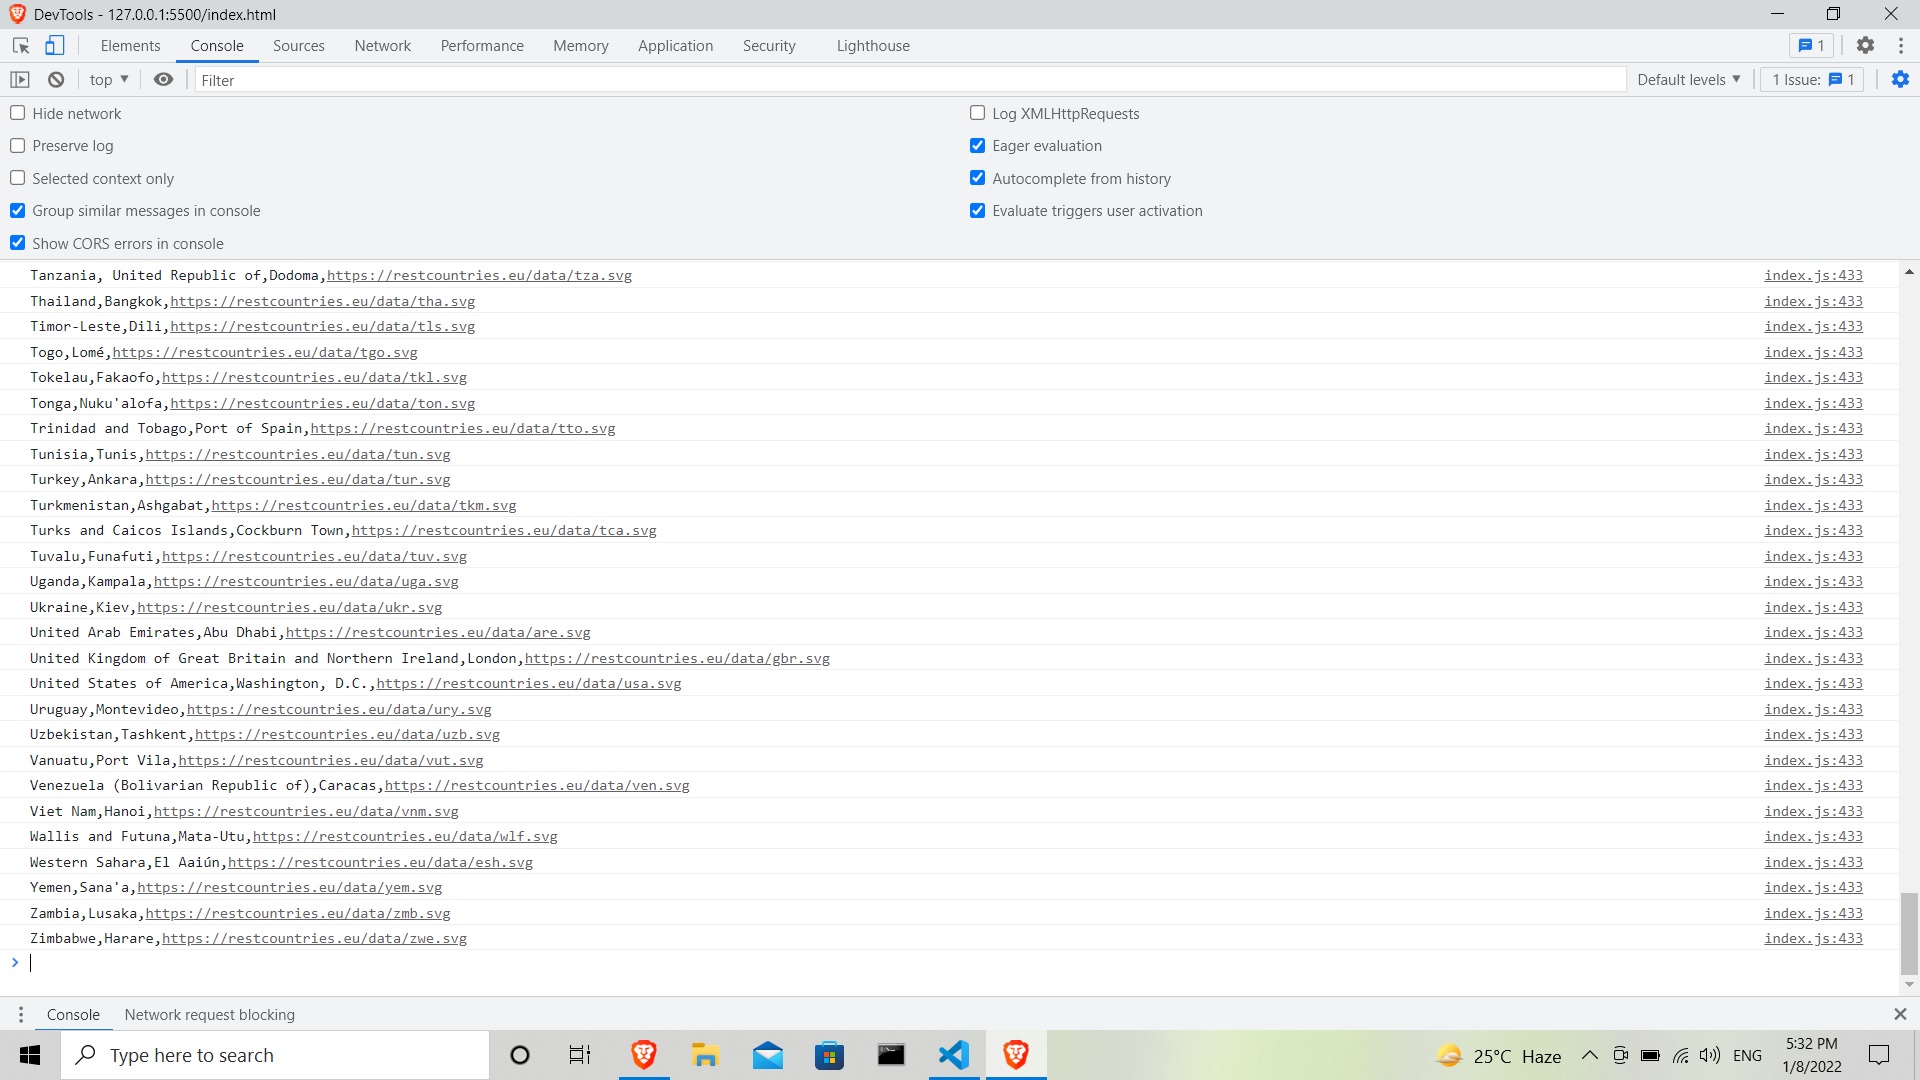 DevTools - 127.0.0.1:5500/index.html
Elements Console Sources Network Performance Memory Application Security Lighthouse 1
top ▼ Filter Default levels ▼ 1 Issue: 1
Hide network Log XMLHttpRequests
Preserve log Eager evaluation
Selected context only Autocomplete from history
Group similar messages in console Evaluate triggers user activation
Show CORS errors in console
Tanzania, United Republic of,Dodoma,https://restcountries.eu/data/tza.svg index.js:433
Thailand,Bangkok,https://restcountries.eu/data/tha.svg index.js:433
Timor-Leste,Dili,https://restcountries.eu/data/tls.svg index.js:433
Togo,Lomé,https://restcountries.eu/data/tgo.svg index.js:433
Tokelau,Fakaofo,https://restcountries.eu/data/tkl.svg index.js:433
Tonga,Nuku'alofa,https://restcountries.eu/data/ton.svg index.js:433
Trinidad and Tobago,Port of Spain,https://restcountries.eu/data/tto.svg index.js:433
Tunisia,Tunis,https://restcountries.eu/data/tun.svg index.js:433
Turkey,Ankara,https://restcountries.eu/data/tur.svg index.js:433
Turkmenistan,Ashgabat,https://restcountries.eu/data/tkm.svg index.js:433
Turks and Caicos Islands,Cockburn Town,https://restcountries.eu/data/tca.svg index.js:433
Tuvalu,Funafuti,https://restcountries.eu/data/tuv.svg index.js:433
Uganda,Kampala,https://restcountries.eu/data/uga.svg index.js:433
Ukraine,Kiev,https://restcountries.eu/data/ukr.svg index.js:433
United Arab Emirates,Abu Dhabi,https://restcountries.eu/data/are.svg index.js:433
United Kingdom of Great Britain and Northern Ireland,London,https://restcountries.eu/data/gbr.svg index.js:433
United States of America,Washington, D.C.,https://restcountries.eu/data/usa.svg index.js:433
Uruguay,Montevideo,https://restcountries.eu/data/ury.svg index.js:433
Uzbekistan,Tashkent,https://restcountries.eu/data/uzb.svg index.js:433
Vanuatu,Port Vila,https://restcountries.eu/data/vut.svg index.js:433
Venezuela (Bolivarian Republic of),Caracas,https://restcountries.eu/data/ven.svg index.js:433
Viet Nam,Hanoi,https://restcountries.eu/data/vnm.svg index.js:433
Wallis and Futuna,Mata-Utu,https://restcountries.eu/data/wlf.svg index.js:433
Western Sahara,El Aaiún,https://restcountries.eu/data/esh.svg index.js:433
Yemen,Sana'a,https://restcountries.eu/data/yem.svg index.js:433
Zambia,Lusaka,https://restcountries.eu/data/zmb.svg index.js:433
Zimbabwe,Harare,https://restcountries.eu/data/zwe.svg index.js:433
>
Console Network request blocking
Type here to search 25°C Haze ENG 5:32 PM
1/8/2022